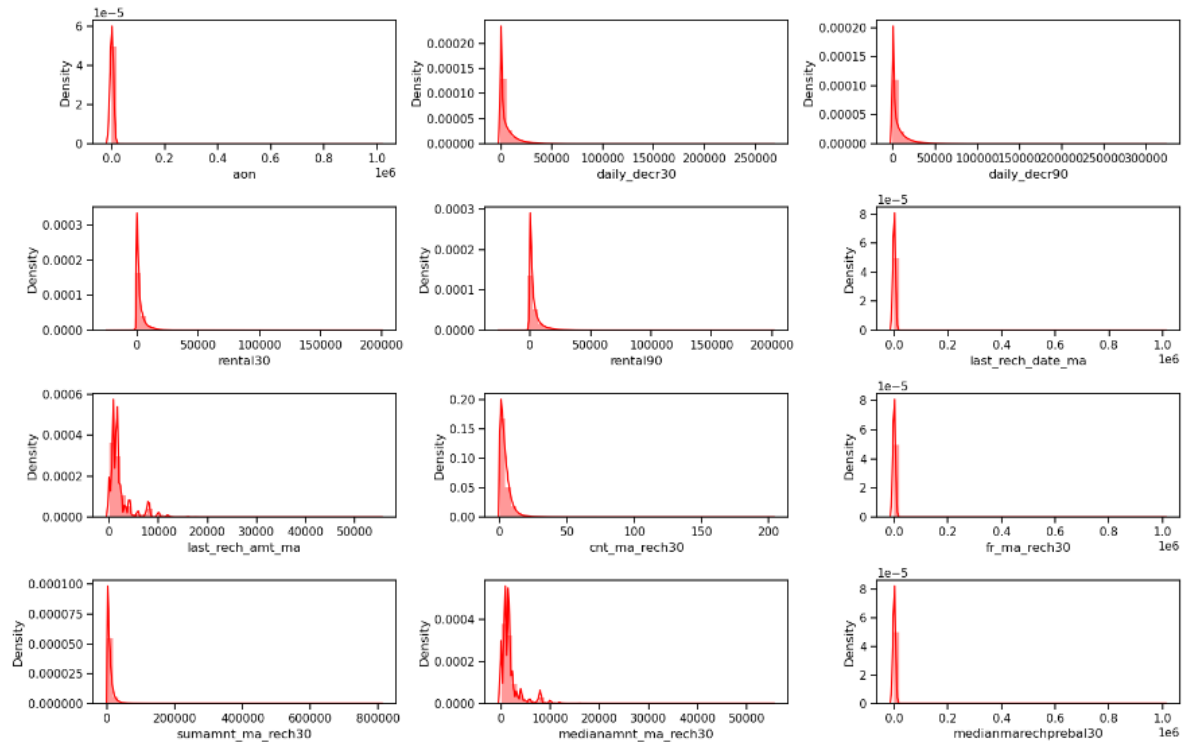 1e−5
6
4
2
0
Density
0.0 0.2 0.4 0.6 0.8 1.0
1e6
aon
0.00020
0.00015
0.00010
0.00005
0.00000
Density
0 50000 100000 150000 200000 250000
daily_decr30
0.00020
0.00015
0.00010
0.00005
0.00000
Density
0 50000 100000 150000 200000 250000 300000
daily_decr90
0.0003
0.0002
0.0001
0.0000
Density
0 50000 100000 150000 200000
rental30
0.0003
0.0002
0.0001
0.0000
Density
0 50000 100000 150000 200000
rental90
1e−5
8
6
4
2
0
Density
0.0 0.2 0.4 0.6 0.8 1.0
1e6
last_rech_date_ma
0.0006
0.0004
0.0002
0.0000
Density
0 10000 20000 30000 40000 50000
last_rech_amt_ma
0.20
0.15
0.10
0.05
0.00
Density
0 50 100 150 200
cnt_ma_rech30
1e−5
8
6
4
2
0
Density
0.0 0.2 0.4 0.6 0.8 1.0
1e6
fr_ma_rech30
0.000100
0.000075
0.000050
0.000025
0.000000
Density
0 200000 400000 600000 800000
sumamnt_ma_rech30
0.0004
0.0002
0.0000
Density
0 10000 20000 30000 40000 50000
medianamnt_ma_rech30
1e−5
8
6
4
2
0
Density
0.0 0.2 0.4 0.6 0.8 1.0
1e6
medianmarechprebal30